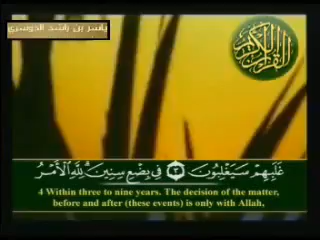 ياسر بن راشد الدوسري
القرآن الكريم
غَلَبِهِمْ سَيَغْلِبُونَ ﴿٣﴾ فِي بِضْعِ سِنِينَ ۗ لِلَّهِ الْأَمْرُ
4 Within three to nine years. The decision of the matter,
before and after (these events) is only with Allah,